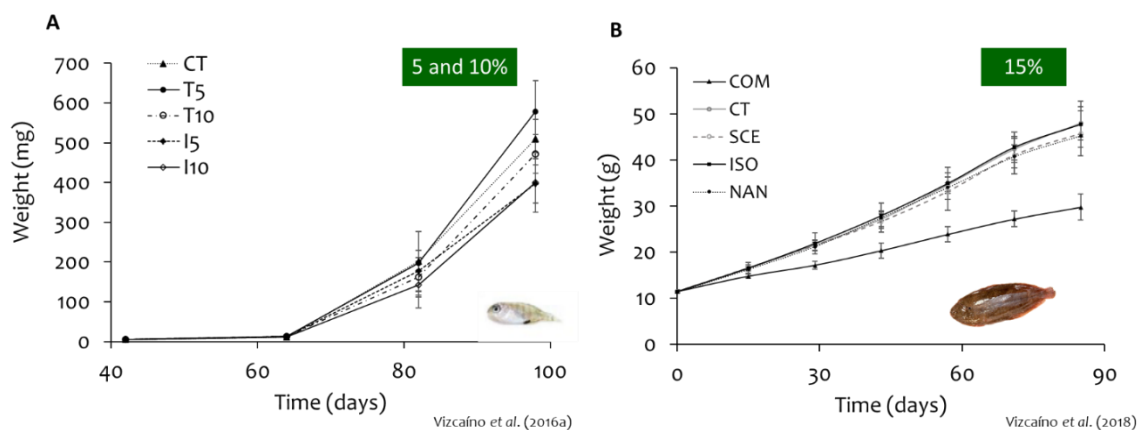 A
5 and 10%
CT
T5
T10
I5
I10
Weight (mg)
700
600
500
400
300
200
100
0
40
60
80
100
Time (days)
Vizcaíno et al. (2016a)
B
15%
COM
CT
SCE
ISO
NAN
Weight (g)
60
50
40
30
20
10
0
0
30
60
90
Time (days)
Vizcaíno et al. (2018)